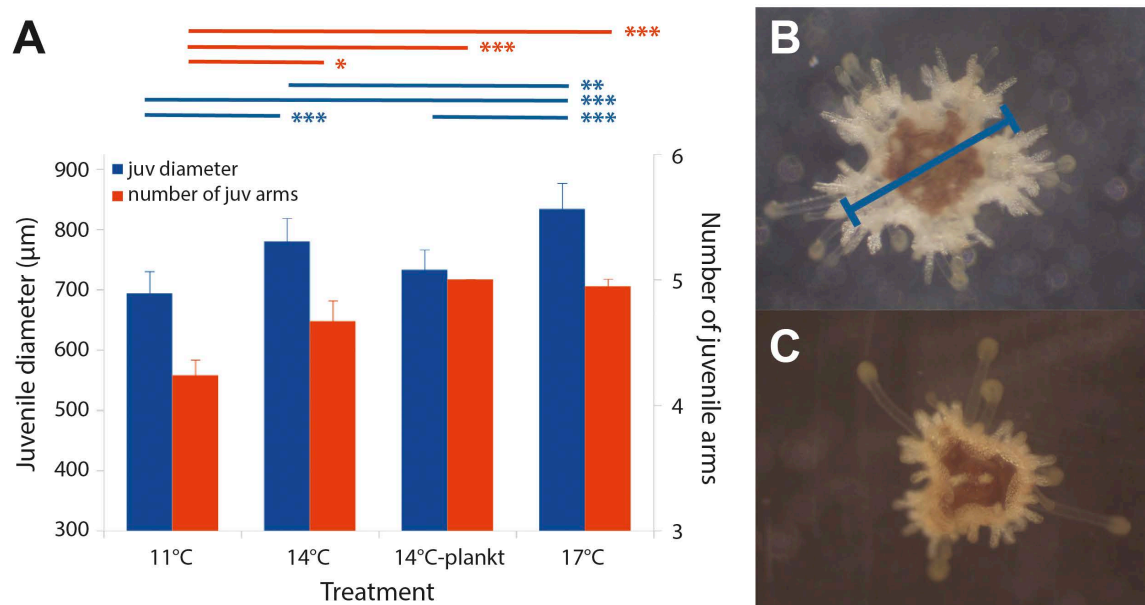 A
***
***
*
**
***
***
***
juv diameter
number of juv arms
900
800
700
600
500
400
300
Juvenile diameter (μm)
6
5
4
3
Number of juvenile arms
11°C
14°C
14°C-plankt
17°C
Treatment
B
C